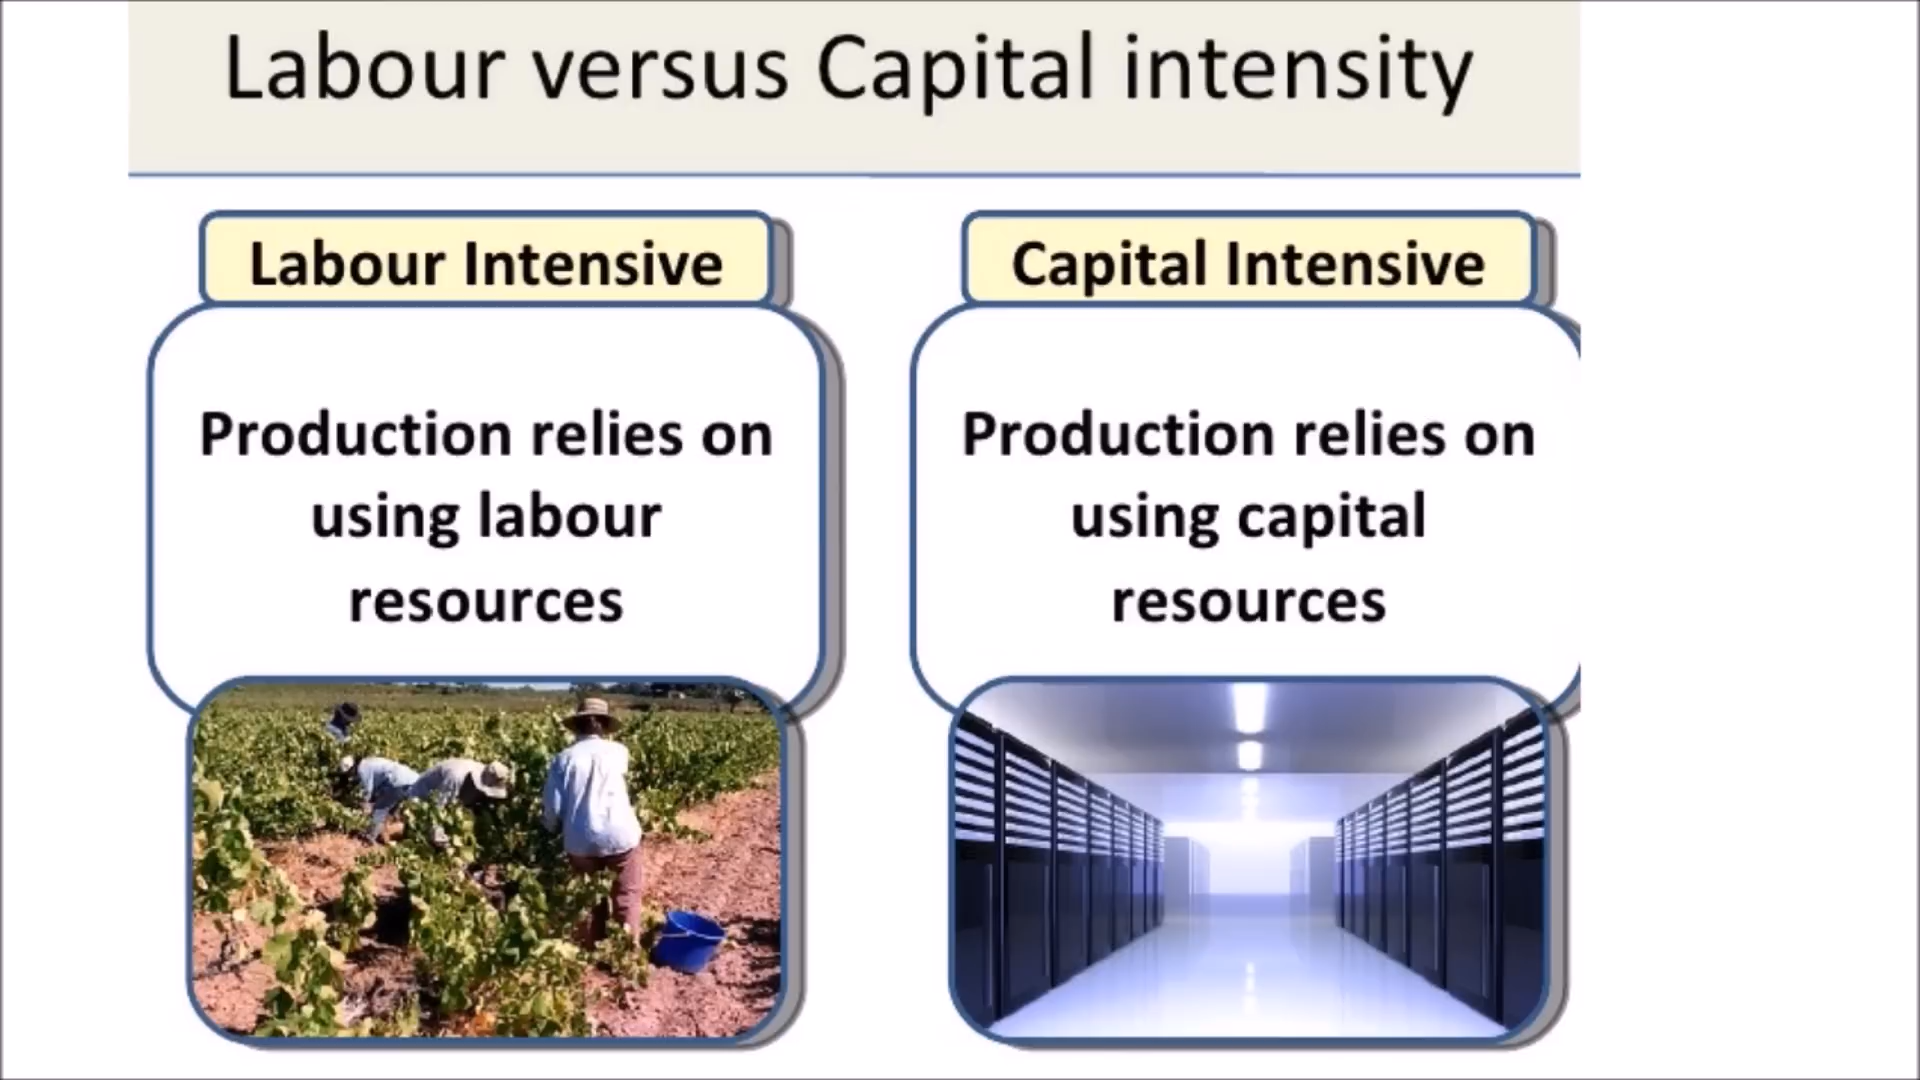 Labour versus Capital intensity
Labour Intensive
Production relies on
using labour
resources
Capital Intensive
Production relies on
using capital
resources